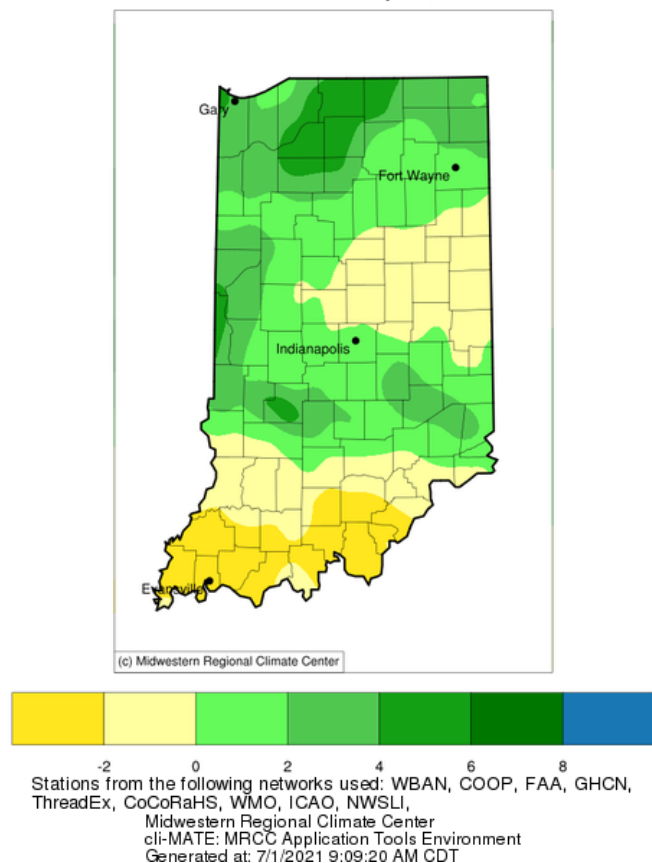 Gary
Fort Wayne
Indianapolis
Evansville
(c) Midwestern Regional Climate Center
-2 0 2 4 6 8
Stations from the following networks used: WBAN, COOP, FAA, GHCN,
ThreadEx, CoCoRaHS, WMO, ICAO, NWSLI,
Midwestern Regional Climate Center
cli-MATE: MRCC Application Tools Environment
Generated at: 7/1/2021 9:09:20 AM CDT